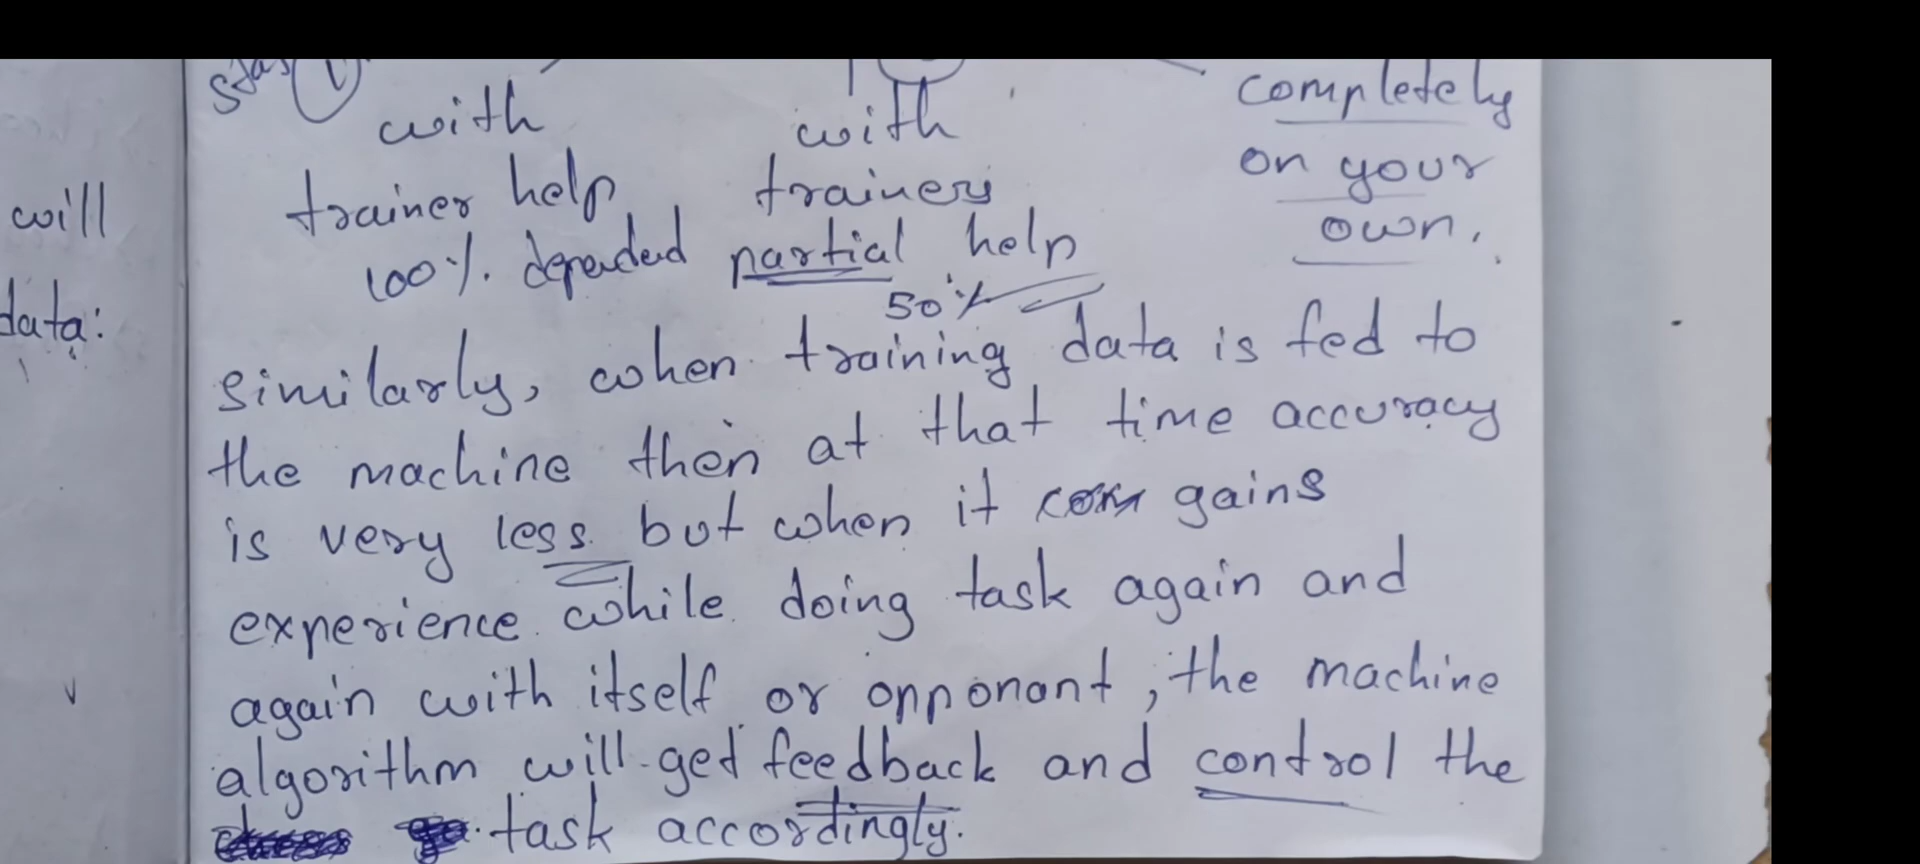 will
data:
with
trainer help
100% depended
with
trainers
partial help
50%
completely
on your
own.
similarly, when training data is fed to
the machine then at that time accuracy
is very less but when it gains
experience while doing task again and
again with itself or opponant, the machine
algorithm will get feedback and control the
task accordingly.